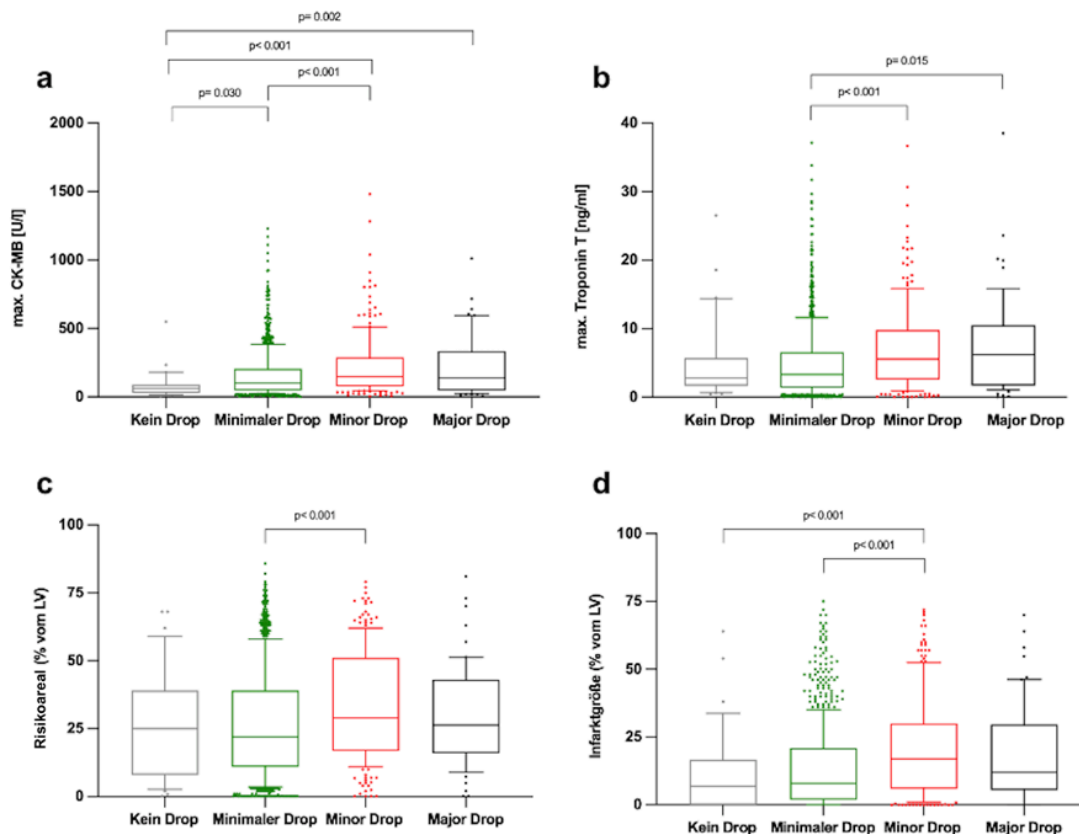 a
p= 0.002
p< 0.001
p< 0.001
p= 0.030
max. CK-MB [U/l]
2000
1500
1000
500
0
Kein Drop Minimaler Drop Minor Drop Major Drop
b
p= 0.015
p< 0.001
max. Troponin T [ng/ml]
40
30
20
10
0
Kein Drop Minimaler Drop Minor Drop Major Drop
c
p< 0.001
Risikoareal (% vom LV)
100
75
50
25
0
Kein Drop Minimaler Drop Minor Drop Major Drop
d
p< 0.001
p< 0.001
Infarktgröße (% vom LV)
100
75
50
25
0
Kein Drop Minimaler Drop Minor Drop Major Drop